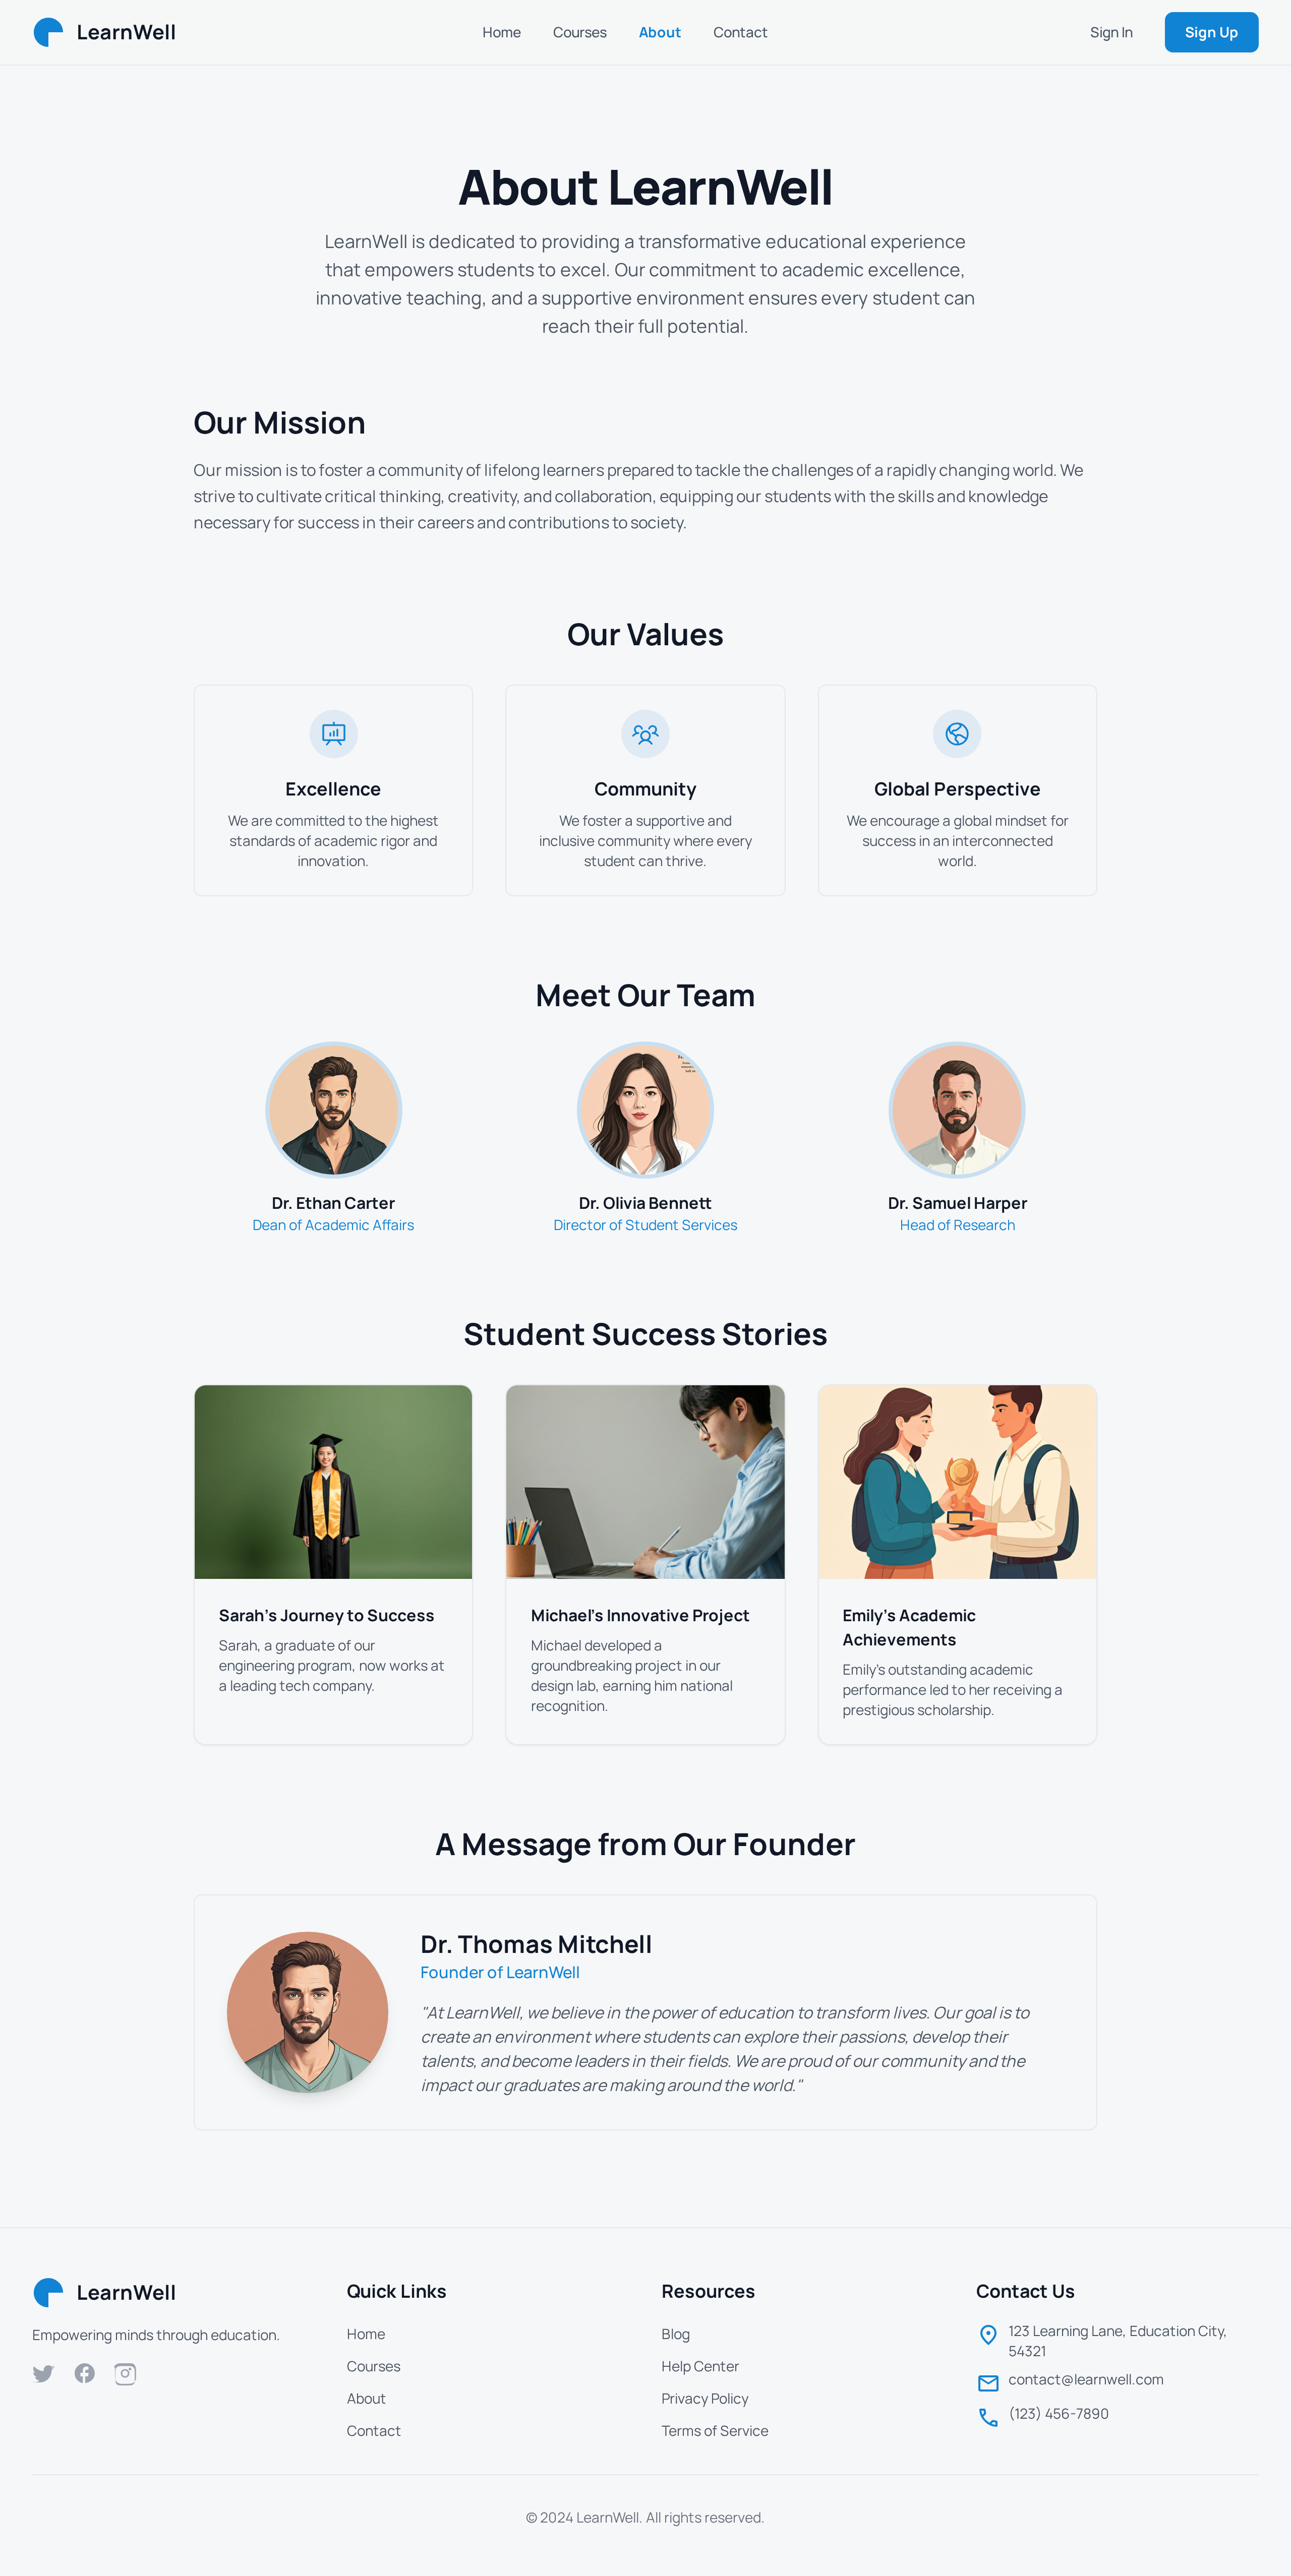 LearnWell
Home
Courses
About
Contact
Sign In
Sign Up
About LearnWell
LearnWell is dedicated to providing a transformative educational experience
that empowers students to excel. Our commitment to academic excellence,
innovative teaching, and a supportive environment ensures every student can
reach their full potential.
Our Mission
Our mission is to foster a community of lifelong learners prepared to tackle the challenges of a rapidly changing world. We
strive to cultivate critical thinking, creativity, and collaboration, equipping our students with the skills and knowledge
necessary for success in their careers and contributions to society.
Our Values
Excellence
We are committed to the highest
standards of academic rigor and
innovation.
Community
We foster a supportive and
inclusive community where every
student can thrive.
Global Perspective
We encourage a global mindset for
success in an interconnected
world.
Meet Our Team
Dr. Ethan Carter
Dean of Academic Affairs
Dr. Olivia Bennett
Director of Student Services
Dr. Samuel Harper
Head of Research
Student Success Stories
Sarah's Journey to Success
Sarah, a graduate of our
engineering program, now works at
a leading tech company.
Michael's Innovative Project
Michael developed a
groundbreaking project in our
design lab, earning him national
recognition.
Emily's Academic
Achievements
Emily's outstanding academic
performance led to her receiving a
prestigious scholarship.
A Message from Our Founder
Dr. Thomas Mitchell
Founder of LearnWell
"At LearnWell, we believe in the power of education to transform lives. Our goal is to
create an environment where students can explore their passions, develop their
talents, and become leaders in their fields. We are proud of our community and the
impact our graduates are making around the world."
LearnWell
Empowering minds through education.
Quick Links
Home
Courses
About
Contact
Resources
Blog
Help Center
Privacy Policy
Terms of Service
Contact Us
123 Learning Lane, Education City,
54321
contact@learnwell.com
(123) 456-7890
© 2024 LearnWell. All rights reserved.